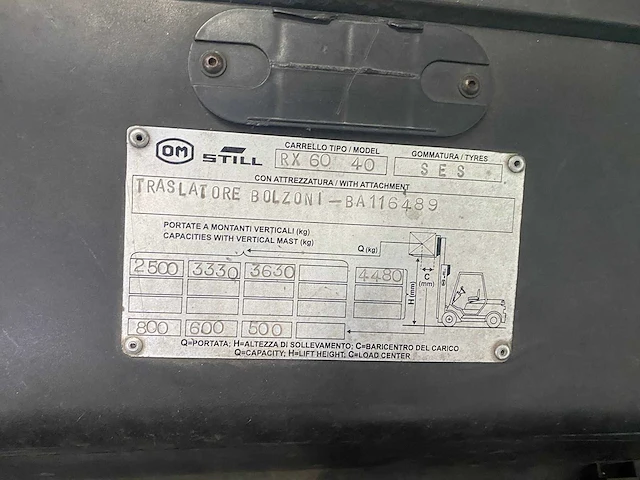 OM STILL
CARRELLO TIPO / MODEL
RX 60 40
GOMMATURA / TYRES
SES
CON ATTREZZATURA / WITH ATTACHMENT
TRASLATORE BOLZONI-BA116489
PORTATE A MONTANTI VERTICALI (kg)
CAPACITIES WITH VERTICAL MAST (kg)
Q (kg)
2500 3330 3630 4480
H (mm)
C (mm)
800 600 500
Q=PORTATA; H=ALTEZZA DI SOLLEVAMENTO; C=BARICENTRO DEL CARICO
Q=CAPACITY; H=LIFT HEIGHT; C=LOAD CENTER